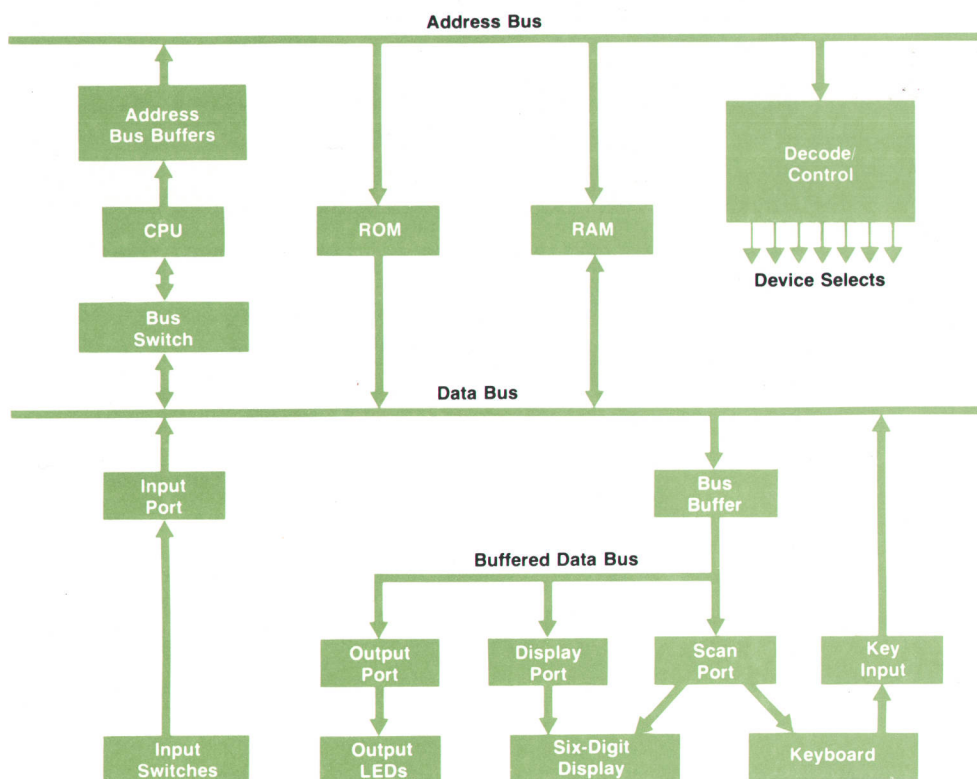 Address Bus
Address
Bus Buffers
Decode/
Control
CPU
ROM
RAM
Device Selects
Bus
Switch
Data Bus
Input
Port
Bus
Buffer
Buffered Data Bus
Output
Port
Display
Port
Scan
Port
Key
Input
Input
Switches
Output
LEDs
Six-Digit
Display
Keyboard